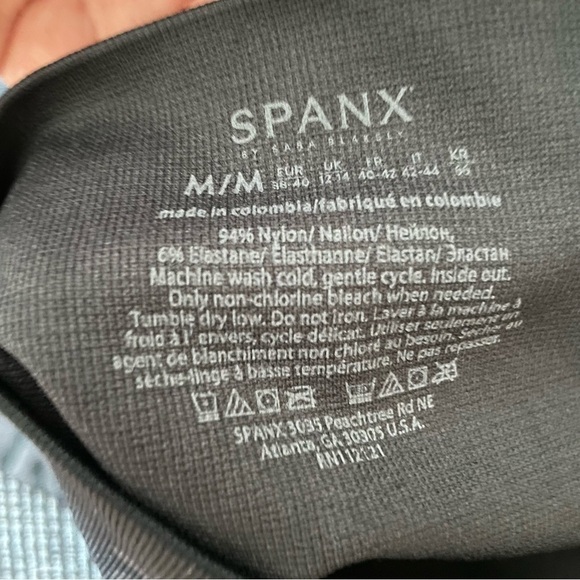 SPANX
BY SARA BLAKELY
M/M EUR 38-40 UK 12-14 FR 40-42 IT 42-44 KR 66
made in colombia/fabriqué en colombie
94% Nylon/ Nailon/ Нейлон,
6% Elastane/ Elasthanne/ Elastan/ Эластан
Machine wash cold, gentle cycle. Inside out.
Only non-chlorine bleach when needed.
Tumble dry low. Do not iron. Laver à la machine à
froid à l' envers, cycle délicat. Utiliser seulement un
agent de blanchiment non chloré au besoin. Sécher au
sèche-linge à basse température. Ne pas repasser.
SPANX 3035 Peachtree Rd NE
Atlanta, GA 30305 U.S.A.
RN112121